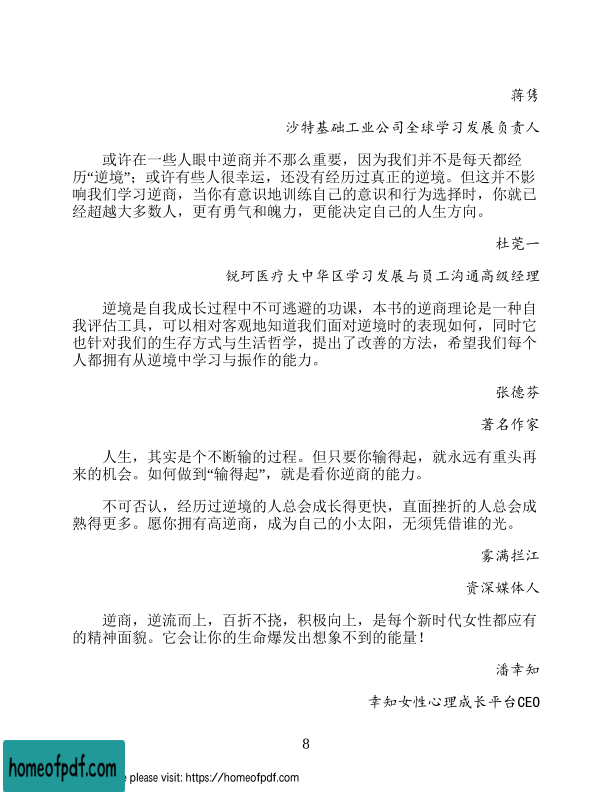 蒋隽
沙特基础工业公司全球学习发展负责人
或许在一些人眼中逆商并不那么重要，因为我们并不是每天都经
历“逆境”；或许有些人很幸运，还没有经历过真正的逆境。但这并不影
响我们学习逆商，当你有意识地训练自己的意识和行为选择时，你就已
经超越大多数人，更有勇气和魄力，更能决定自己的人生方向。
杜莞一
锐珂医疗大中华区学习发展与员工沟通高级经理
逆境是自我成长过程中不可逃避的功课，本书的逆商理论是一种自
我评估工具，可以相对客观地知道我们面对逆境时的表现如何，同时它
也针对我们的生存方式与生活哲学，提出了改善的方法，希望我们每个
人都拥有从逆境中学习与振作的能力。
张德芬
著名作家
人生，其实是个不断输的过程。但只要你输得起，就永远有重头再
来的机会。如何做到“输得起”，就是看你逆商的能力。
不可否认，经历过逆境的人总会成长得更快，直面挫折的人总会成
熟得更多。愿你拥有高逆商，成为自己的小太阳，无须凭借谁的光。
雾满拦江
资深媒体人
逆商，逆流而上，百折不挠，积极向上，是每个新时代女性都应有
的精神面貌。它会让你的生命爆发出想象不到的能量！
潘幸知
幸知女性心理成长平台CEO
8
homeofpdf.com
e please visit: https://homeofpdf.com